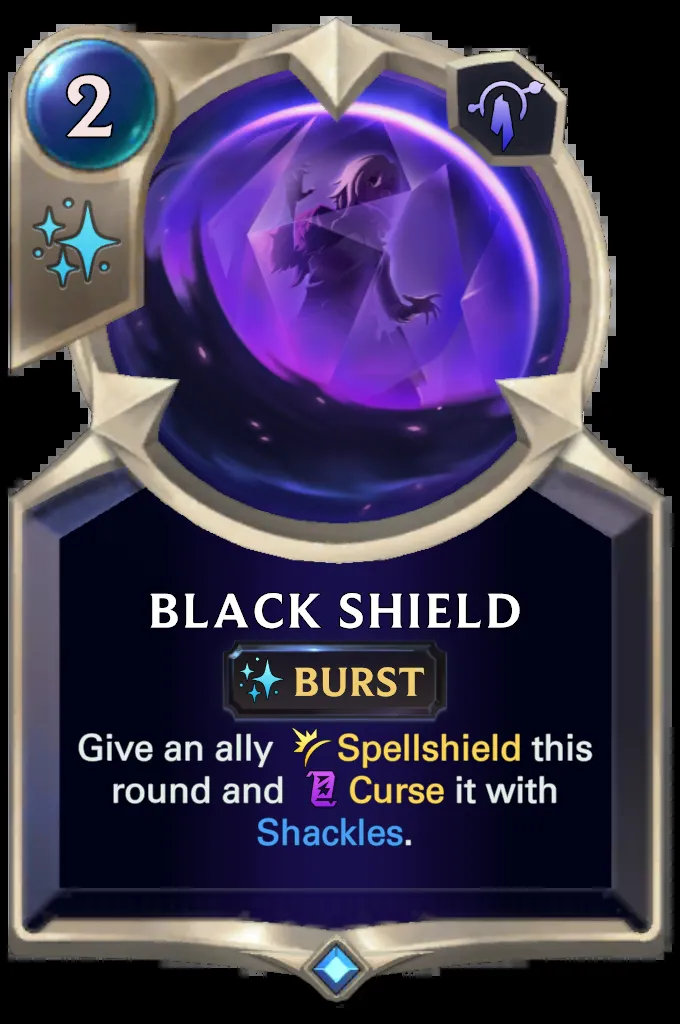 2
BLACK SHIELD
BURST
Give an ally Spellshield this
round and Curse it with
Shackles.